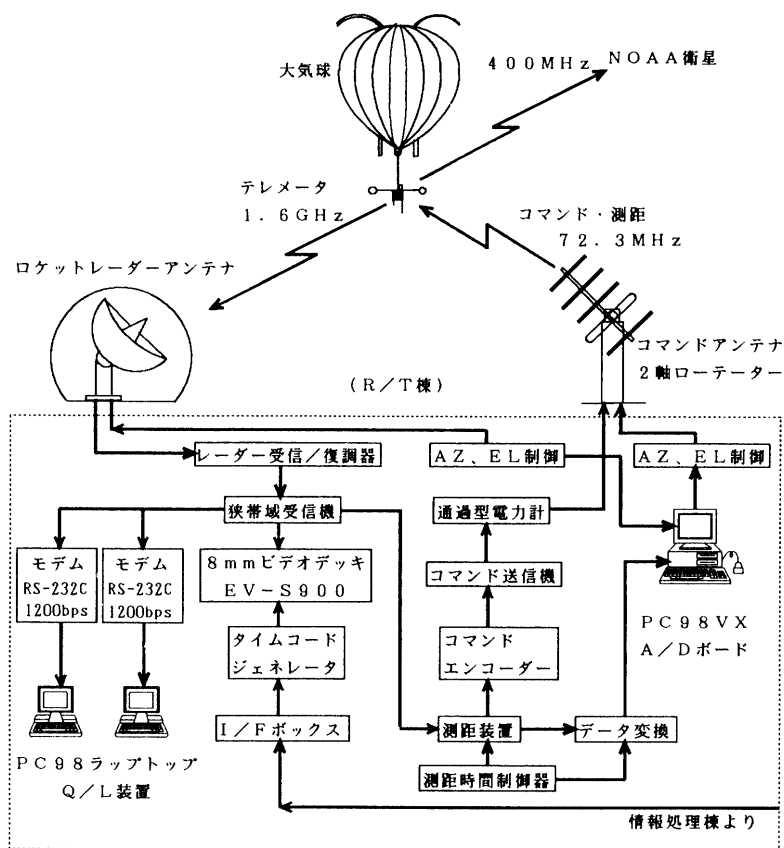 大気球
400MHz
NOAA衛星
テレメータ
1.6GHz
コマンド・測距
72.3MHz
ロケットレーダーアンテナ
コマンドアンテナ
2軸ローテーター
(R/T棟)
レーダー受信/復調器
AZ、EL制御
AZ、EL制御
狭帯域受信機
通過型電力計
モデム
RS-232C
1200bps
モデム
RS-232C
1200bps
8mmビデオデッキ
EV-S900
コマンド送信機
PC98VX
A/Dボード
タイムコード
ジェネレータ
コマンド
エンコーダー
I/Fボックス
測距装置
データ変換
PC98ラップトップ
Q/L装置
測距時間制御器
情報処理棟より